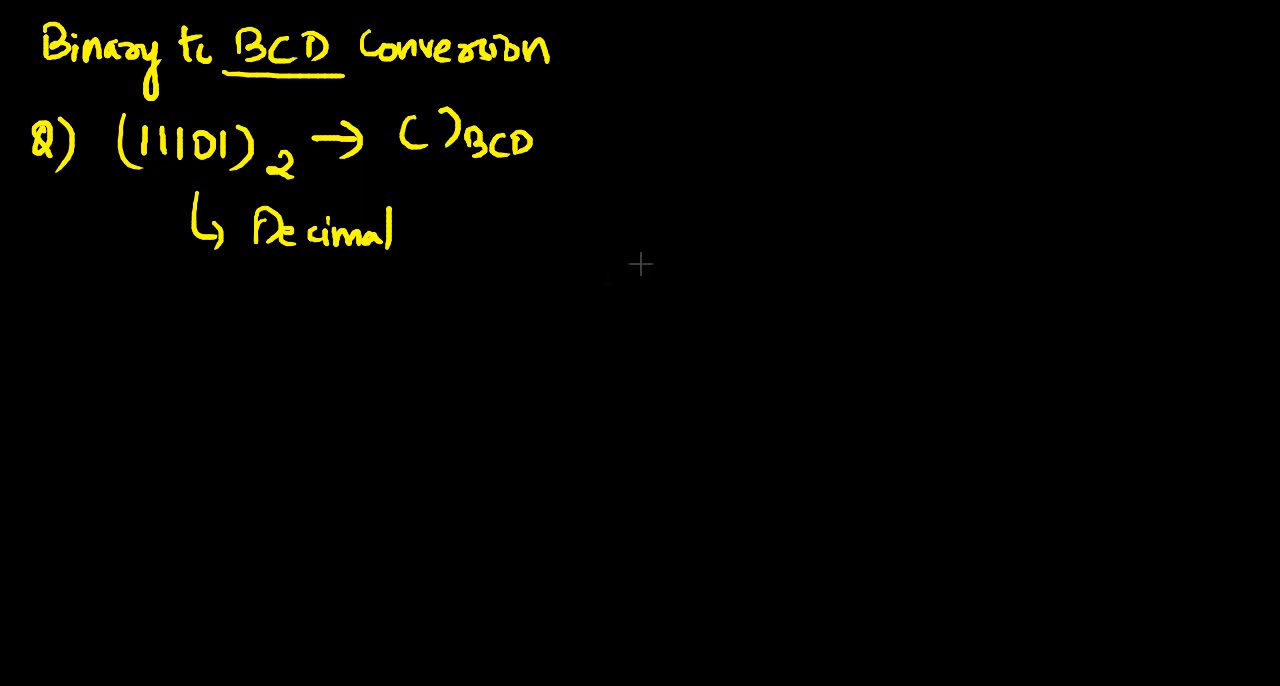 Binary to BCD Conversion
Q) (11101)2 → ( )BCD
↳ Decimal